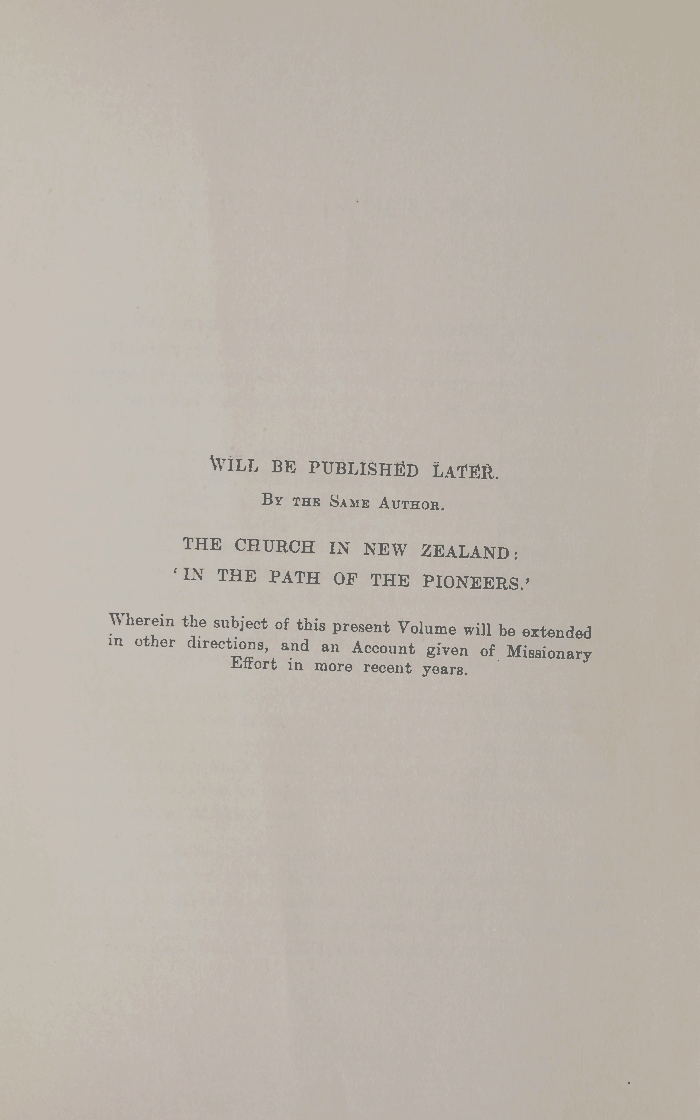 WILL BE PUBLISHED LATER.
BY THE SAME AUTHOR.
THE CHURCH IN NEW ZEALAND:
‘IN THE PATH OF THE PIONEERS.’
Wherein the subject of this present Volume will be extended
in other directions, and an Account given of Missionary
Effort in more recent years.